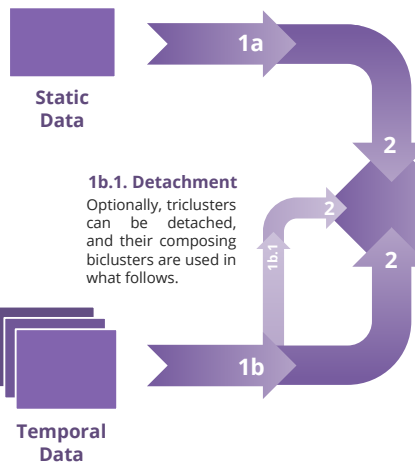 1a
Static
Data
2
1b.1. Detachment
Optionally, triclusters
can be detached,
and their composing
biclusters are used in
what follows.
2
1b.1
2
1b
Temporal
Data